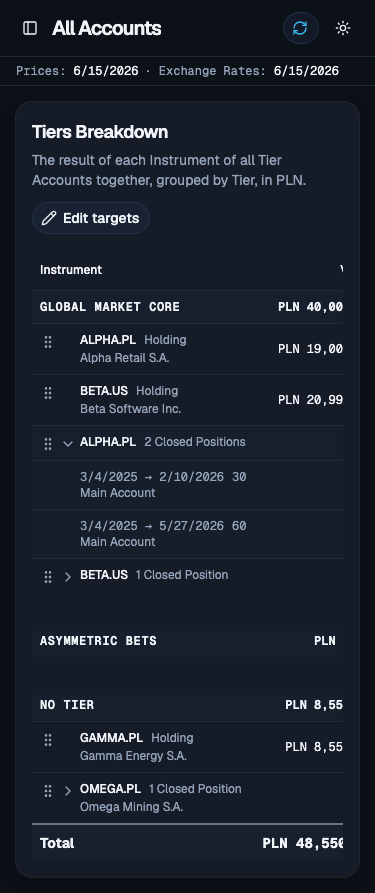 All Accounts
Prices: 6/15/2026 · Exchange Rates: 6/15/2026
Tiers Breakdown
The result of each Instrument of all Tier
Accounts together, grouped by Tier, in PLN.
Edit targets
Instrument
GLOBAL MARKET CORE PLN 40,00
ALPHA.PL Holding PLN 19,00
Alpha Retail S.A.
BETA.US Holding PLN 20,99
Beta Software Inc.
ALPHA.PL 2 Closed Positions
3/4/2025 → 2/10/2026 30
Main Account
3/4/2025 → 5/27/2026 60
Main Account
BETA.US 1 Closed Position
ASYMMETRIC BETS PLN
NO TIER PLN 8,55
GAMMA.PL Holding PLN 8,55
Gamma Energy S.A.
OMEGA.PL 1 Closed Position
Omega Mining S.A.
Total PLN 48,550